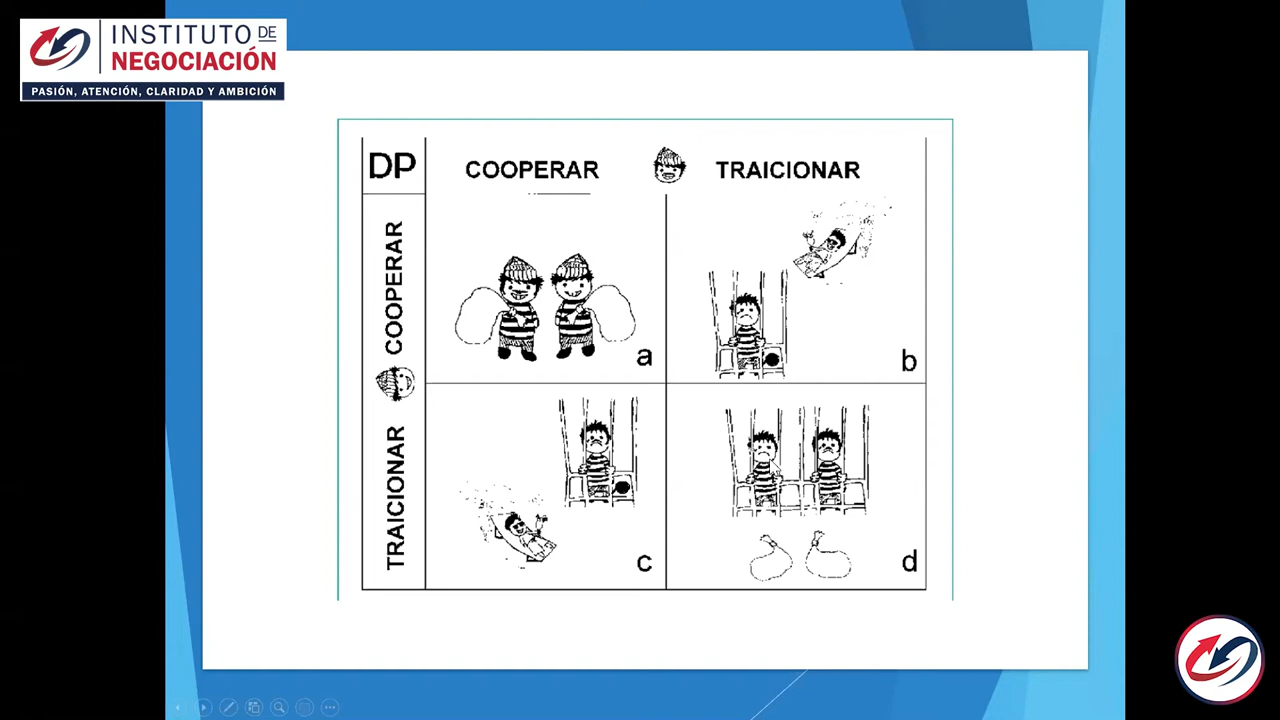 INSTITUTO DE
NEGOCIACIÓN
PASIÓN, ATENCIÓN, CLARIDAD Y AMBICIÓN
DP
COOPERAR
TRAICIONAR
COOPERAR
a
b
TRAICIONAR
c
d